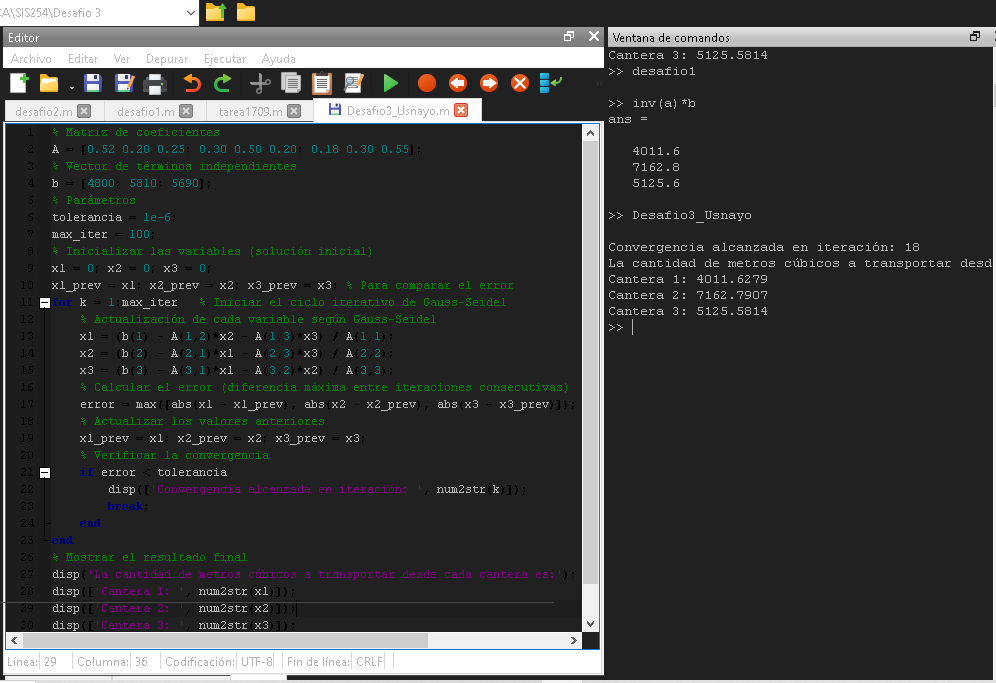 CA\SIS254\Desafio 3
Editor
Archivo Editar Ver Depurar Ejecutar Ayuda
desafio2.m desafio1.m tarea1709.m Desafio3_Usnayo.m
1 % Matriz de coeficientes
2 A = [0.52 0.20 0.25; 0.30 0.50 0.20; 0.18 0.30 0.55];
3 % Vector de términos independientes
4 b = [4800; 5810; 5690];
5 % Parámetros
6 tolerancia = 1e-6;
7 max_iter = 100;
8 % Inicializar las variables (solución inicial)
9 x1 = 0; x2 = 0; x3 = 0;
10 x1_prev = x1; x2_prev = x2; x3_prev = x3; % Para comparar el error
11 for k = 1:max_iter % Iniciar el ciclo iterativo de Gauss-Seidel
12 % Actualización de cada variable según Gauss-Seidel
13 x1 = (b(1) - A(1,2)*x2 - A(1,3)*x3) / A(1,1);
14 x2 = (b(2) - A(2,1)*x1 - A(2,3)*x3) / A(2,2);
15 x3 = (b(3) - A(3,1)*x1 - A(3,2)*x2) / A(3,3);
16 % Calcular el error (diferencia máxima entre iteraciones consecutivas)
17 error = max([abs(x1 - x1_prev), abs(x2 - x2_prev), abs(x3 - x3_prev)]);
18 % Actualizar los valores anteriores
19 x1_prev = x1; x2_prev = x2; x3_prev = x3;
20 % Verificar la convergencia
21 if error < tolerancia
22 disp(['Convergencia alcanzada en iteración: ', num2str(k)]);
23 break;
24 end
25 end
26 % Mostrar el resultado final
27 disp('La cantidad de metros cúbicos a transportar desde cada cantera es:');
28 disp(['Cantera 1: ', num2str(x1)]);
29 disp(['Cantera 2: ', num2str(x2)]);
30 disp(['Cantera 3: ', num2str(x3)]);
Línea: 29 Columna: 36 Codificación: UTF-8 Fin de línea: CRLF
Ventana de comandos
Cantera 3: 5125.5814
>> desafio1
>> inv(a)*b
ans =
4011.6
7162.8
5125.6
>> Desafio3_Usnayo
Convergencia alcanzada en iteración: 18
La cantidad de metros cúbicos a transportar desd
Cantera 1: 4011.6279
Cantera 2: 7162.7907
Cantera 3: 5125.5814
>>